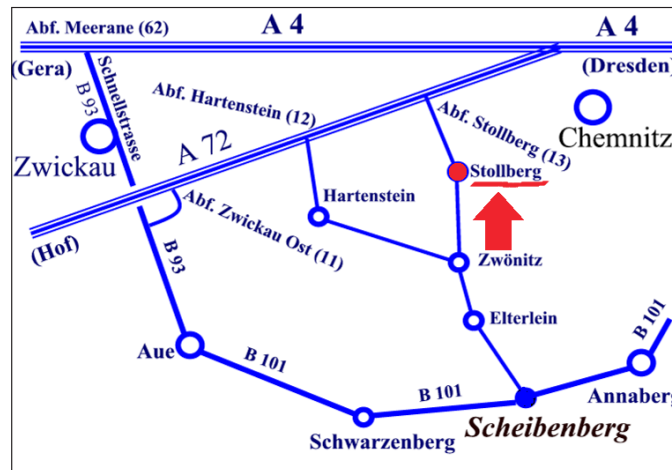 Abf. Meerane (62)
A 4
A 4
(Gera)
(Dresden)
B 93
Schnellstrasse
Abf. Hartenstein (12)
Abf. Stollberg (13)
Chemnitz
Zwickau
A 72
Stollberg
Hartenstein
Abf. Zwickau Ost (11)
(Hof)
B 93
Zwönitz
Elterlein
B 101
Aue
B 101
B 101
Annaberg
Schwarzenberg
Scheibenberg